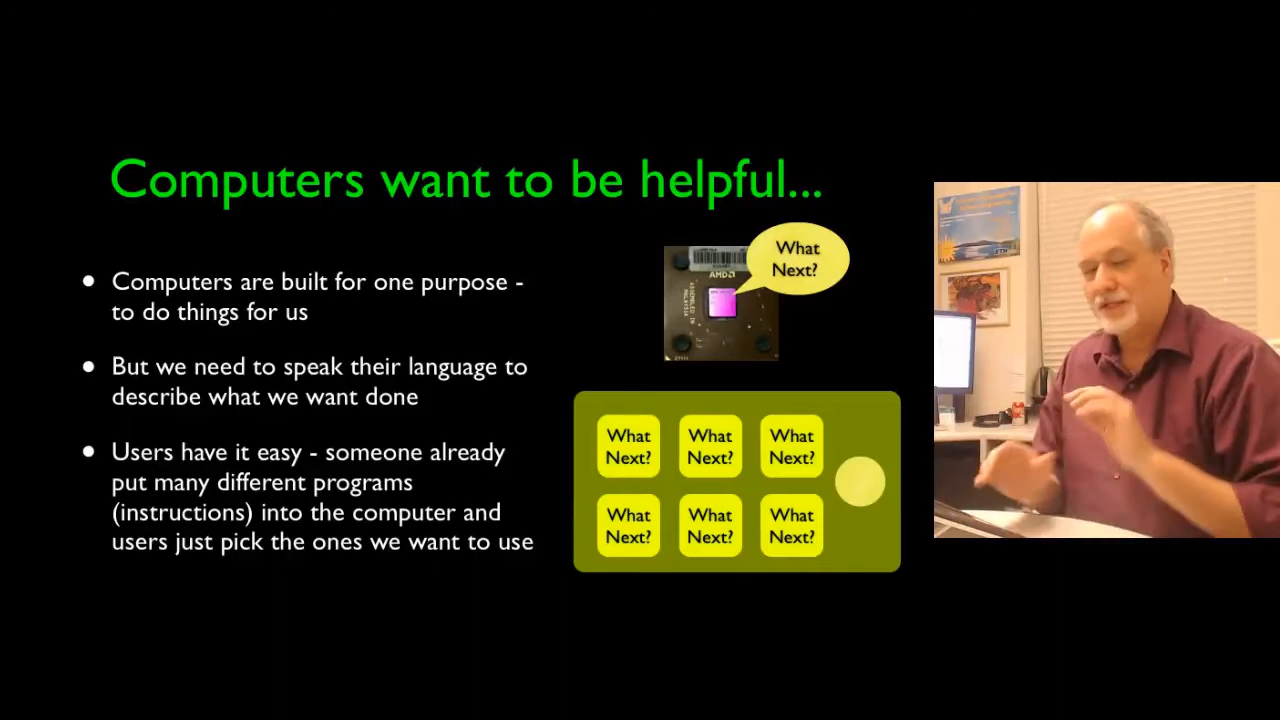 Computers want to be helpful...
Computers are built for one purpose -
to do things for us
But we need to speak their language to
describe what we want done
Users have it easy - someone already
put many different programs
(instructions) into the computer and
users just pick the ones we want to use
What
Next?
AMD
ASSEMBLED IN
MALAYSIA
What
Next?
What
Next?
What
Next?
What
Next?
What
Next?
What
Next?